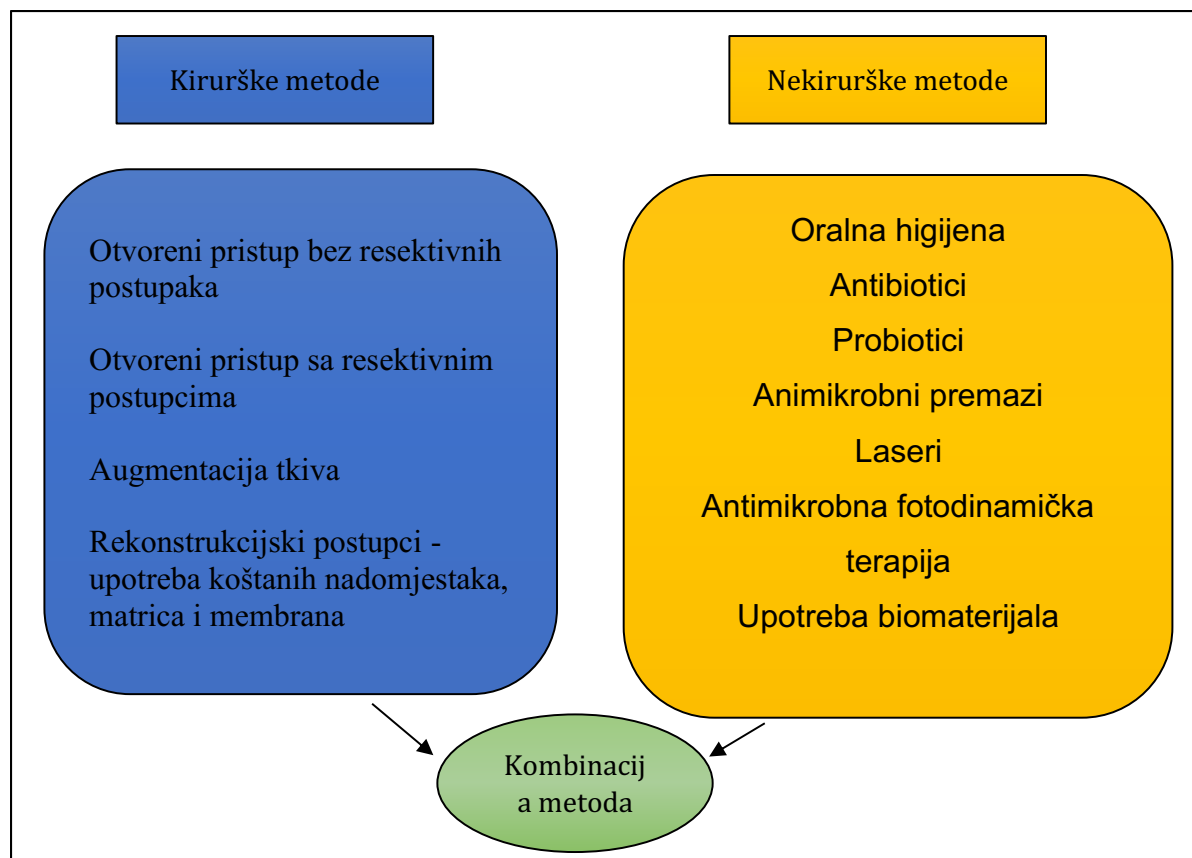 Kirurške metode
Nekirurške metode
Otvoreni pristup bez resektivnih
postupaka
Otvoreni pristup sa resektivnim
postupcima
Augmentacija tkiva
Rekonstrukcijski postupci -
upotreba koštanih nadomjestaka,
matrica i membrana
Oralna higijena
Antibiotici
Probiotici
Animikrobni premazi
Laseri
Antimikrobna fotodinamička
terapija
Upotreba biomaterijala
Kombinacij
a metoda